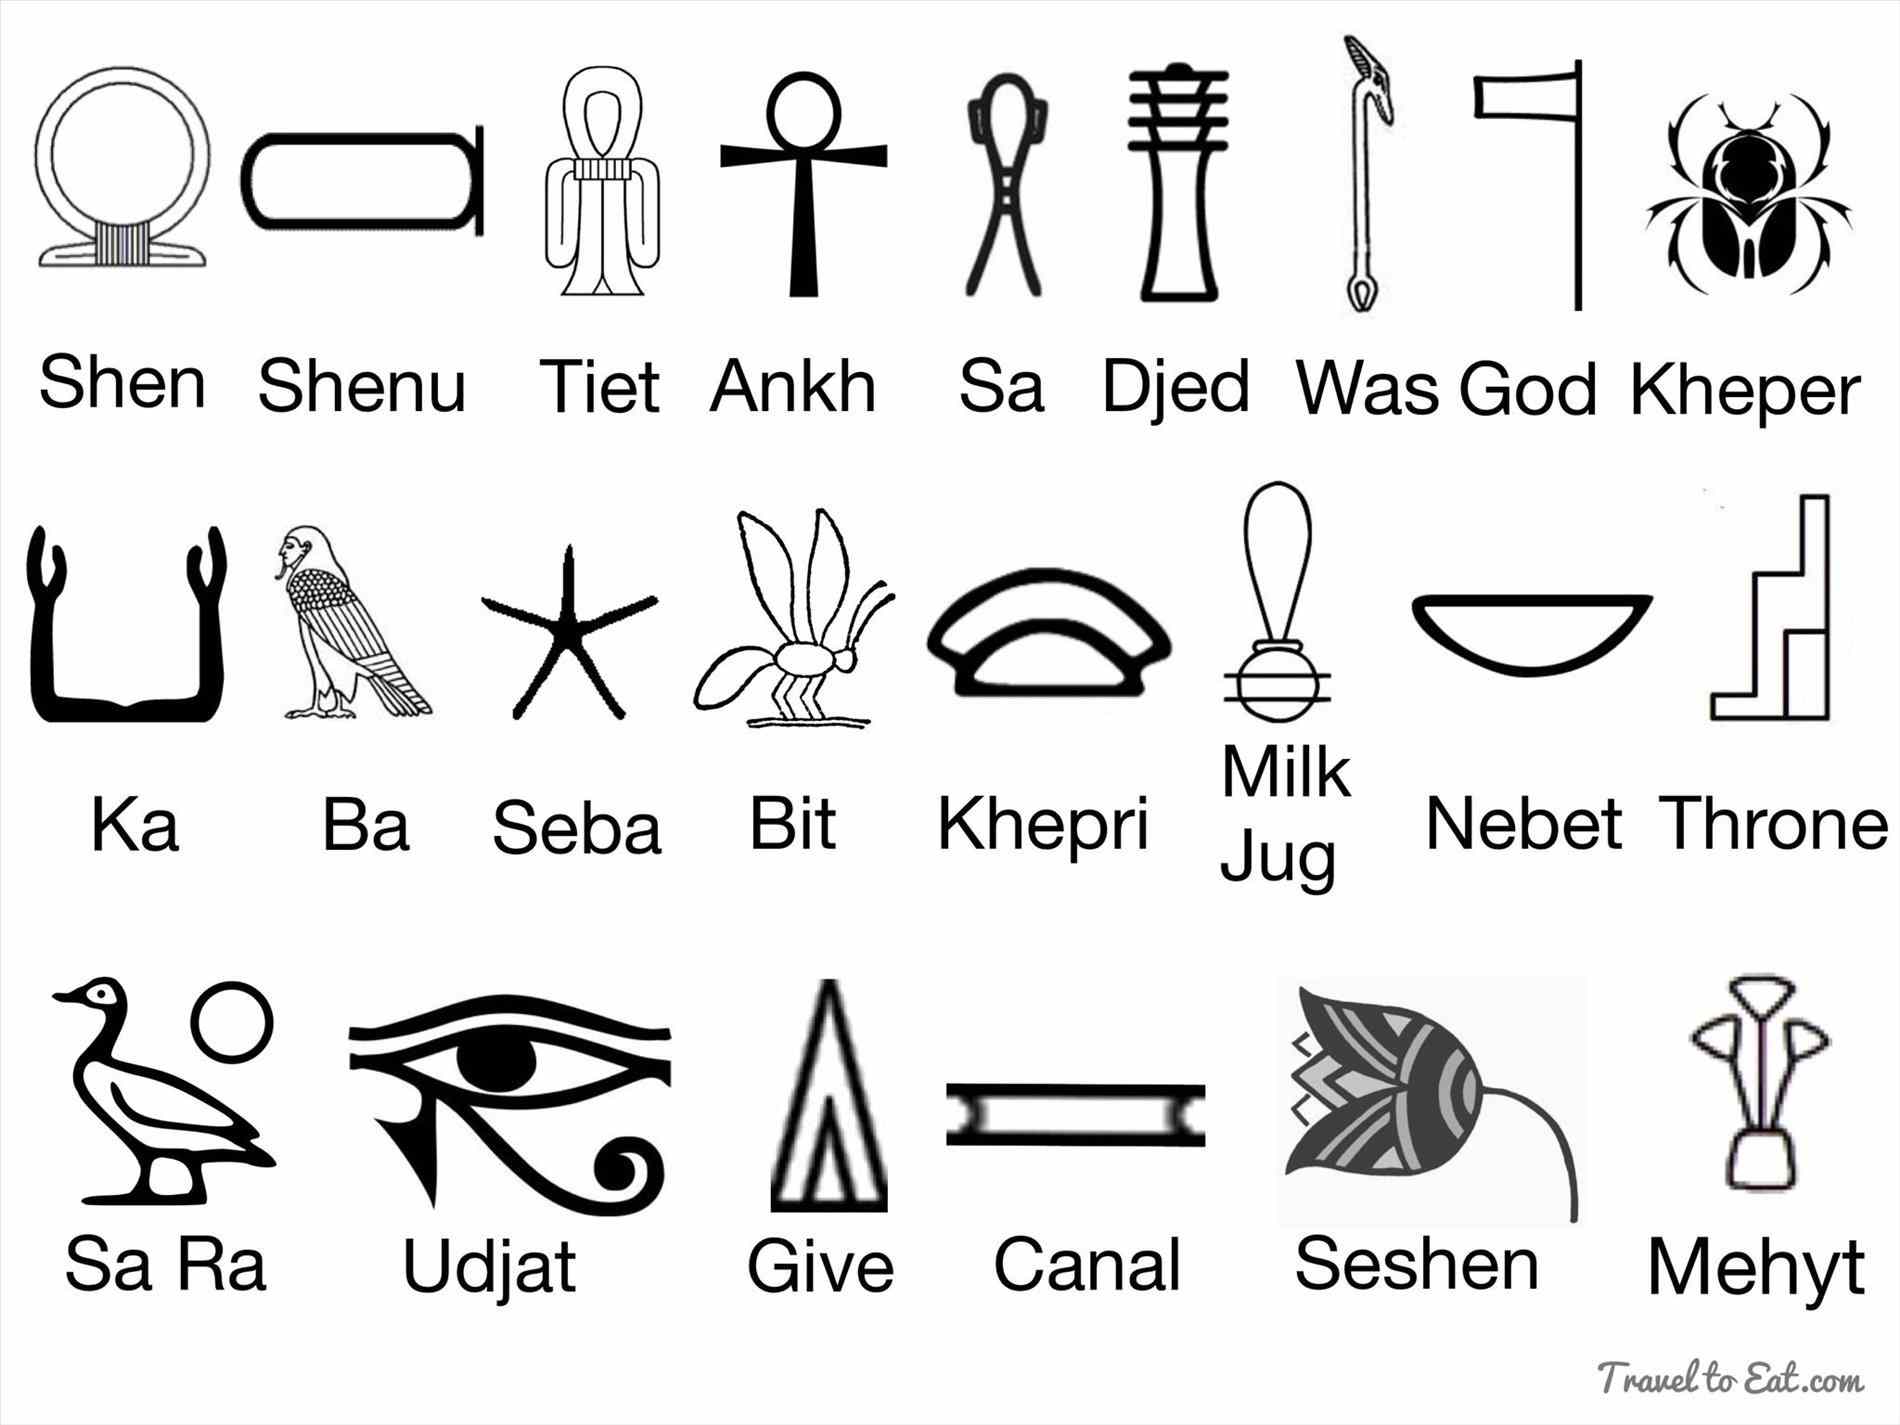 Shen Shenu Tiet Ankh Sa Djed Was God Kheper
Ka Ba Seba Bit Khepri Milk Jug Nebet Throne
Sa Ra Udjat Give Canal Seshen Mehyt
Travel to Eat.com